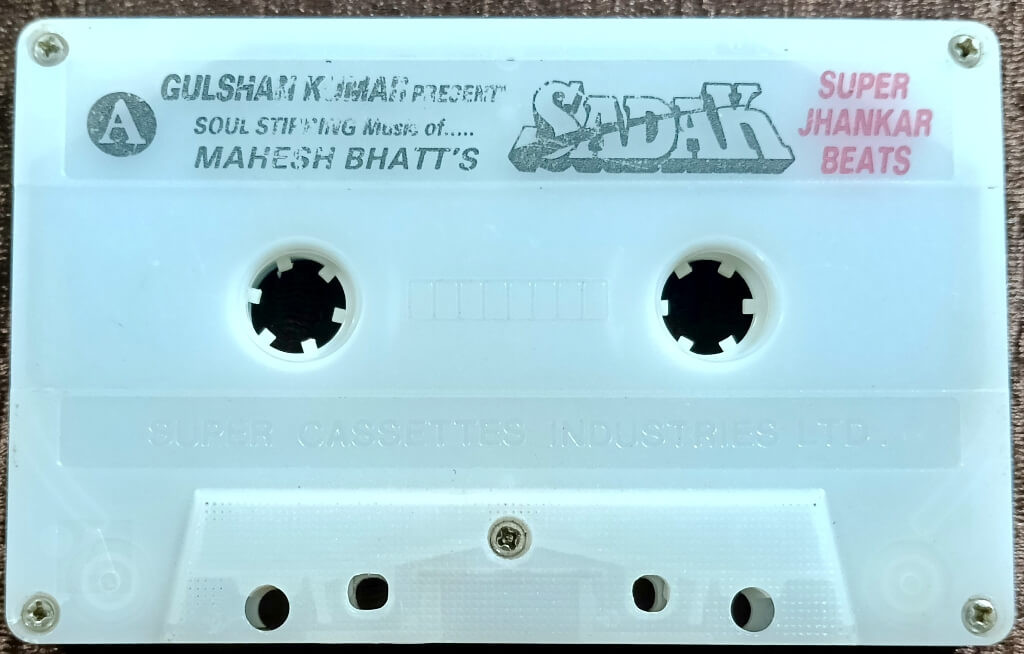 A
GULSHAN KUMAR PRESENT
SOUL STIRRING Music of.....
MAHESH BHATT'S
SADAK
SUPER
JHANKAR
BEATS
SUPER CASSETTES INDUSTRIES LTD.